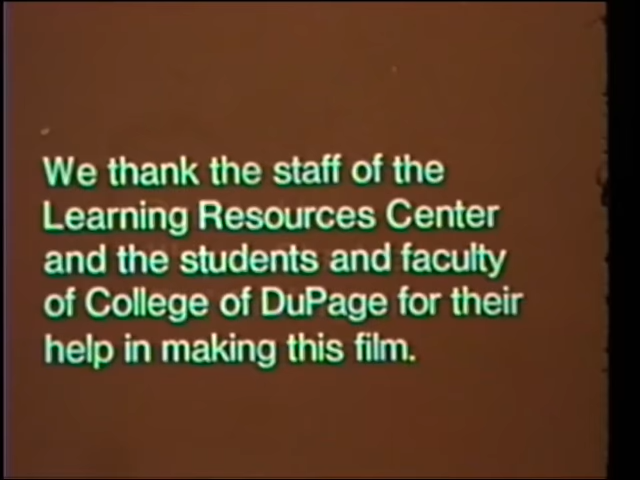 We thank the staff of the
Learning Resources Center
and the students and faculty
of College of DuPage for their
help in making this film.